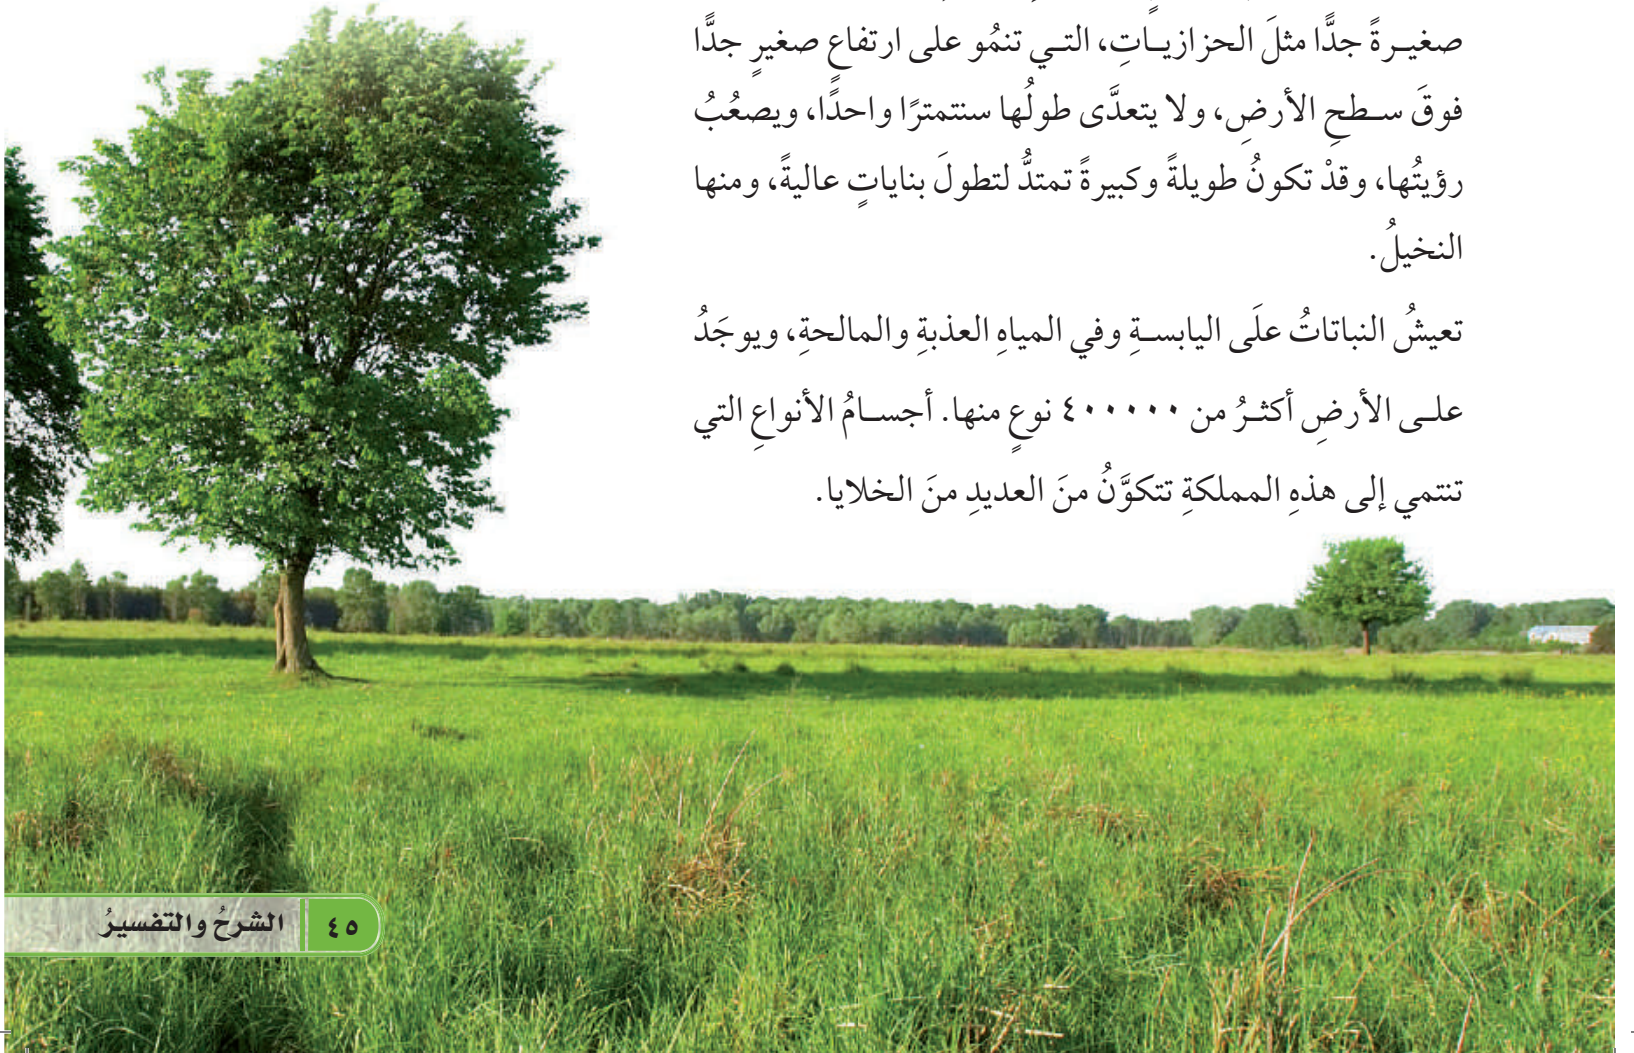 صغيرةً جدًّا مثلَ الحزازياتِ، التي تنمُو على ارتفاعٍ صغيرٍ جدًّا
فوقَ سطحِ الأرضِ، ولا يتعدَّى طولُها سنتمترًا واحدًا، ويصعُبُ
رؤيتُها، وقدْ تكونُ طويلةً وكبيرةً تمتدُّ لتطولَ بناياتٍ عاليةً، ومنها
النخيلُ.
تعيشُ النباتاتُ علَى اليابسةِ وفي المياهِ العذبةِ والمالحةِ، ويوجَدُ
على الأرضِ أكثرُ من ٤٠٠٠٠٠ نوعٍ منها. أجسامُ الأنواعِ التي
تنتمي إلى هذهِ المملكةِ تتكوَّنُ منَ العديدِ منَ الخلايا.
٤٥ الشرحُ والتفسيرُ